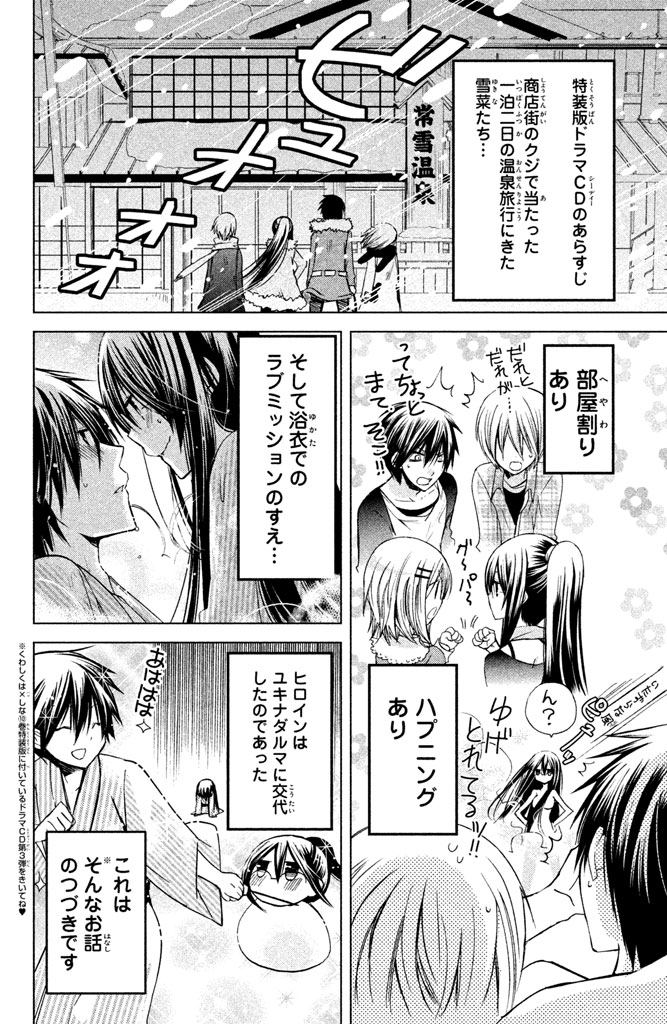 特装版ドラマCDのあらすじ
商店街のクジで当たった
一泊二日の温泉旅行にきた
雪菜たち…
常雪温泉
ビュオオオ
部屋割り
あり
だれと
だれが…
ってちょっと
まてそこ!!
グーパー
ハプニング
あり
ん?
ゆげ
とれてる
そして浴衣での
ラブミッションのすえ…
ヒロインは
ユキナダルマに交代
したのであった
あはははは
これは
※そんなお話
のつづきです
※くわしくは×しな⑩巻特装版に付いているドラマCD第3弾をきいてね♥